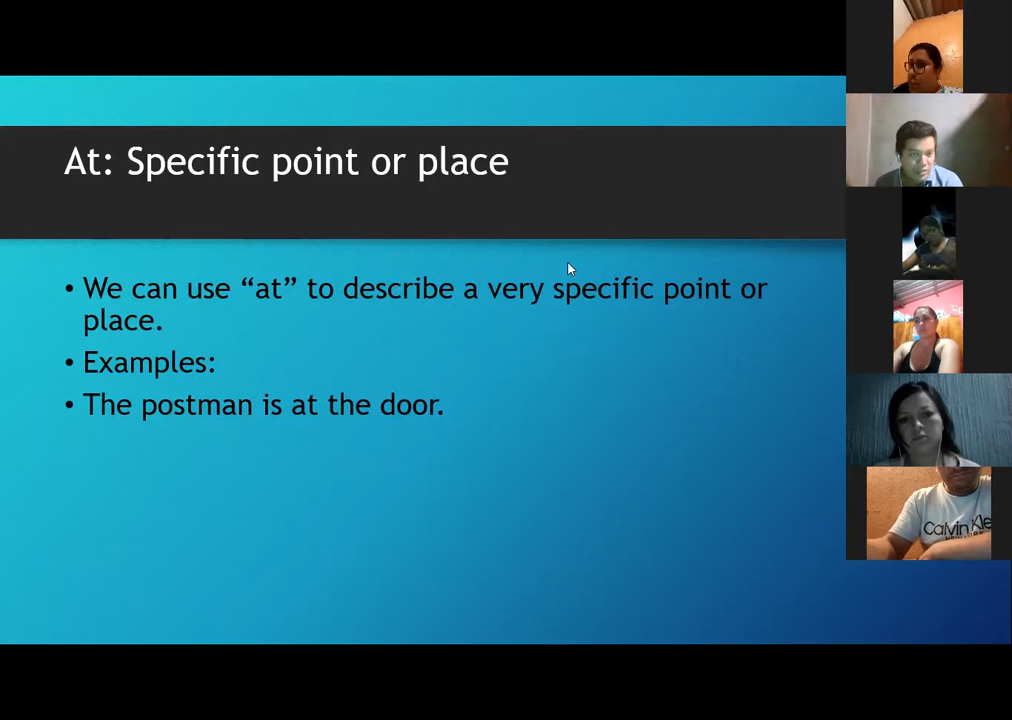 At: Specific point or place
• We can use “at” to describe a very specific point or
place.
• Examples:
• The postman is at the door.
Calvin Kle